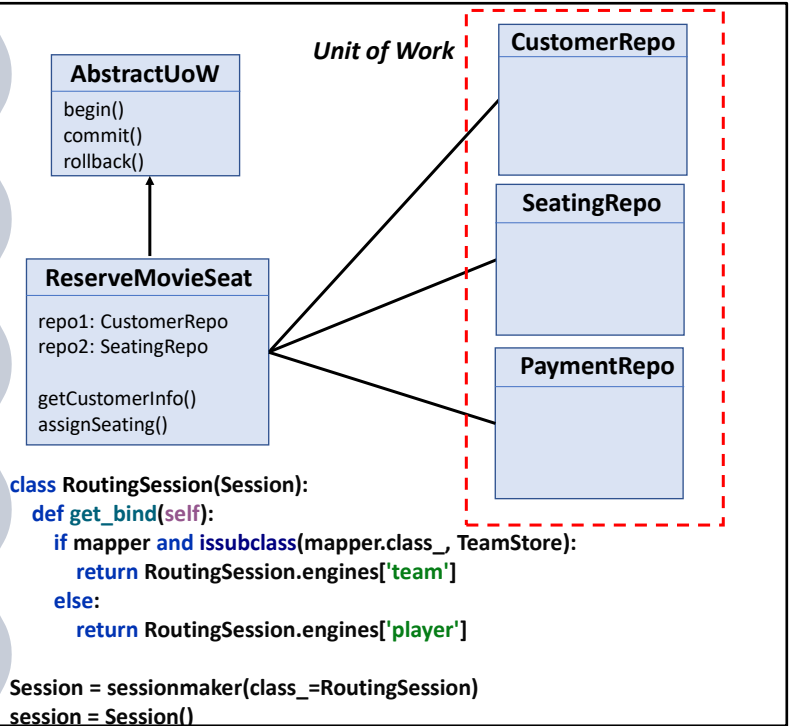 Unit of Work
AbstractUoW
begin()
commit()
rollback()
ReserveMovieSeat
repo1: CustomerRepo
repo2: SeatingRepo
getCustomerInfo()
assignSeating()
CustomerRepo
SeatingRepo
PaymentRepo
class RoutingSession(Session):
def get_bind(self):
if mapper and issubclass(mapper.class_, TeamStore):
return RoutingSession.engines['team']
else:
return RoutingSession.engines['player']
Session = sessionmaker(class_=RoutingSession)
session = Session()